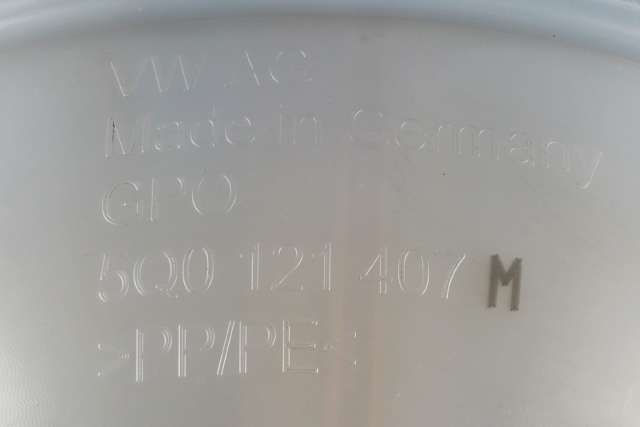 VW AG
Made in Germany
GPO
5Q0 121 407 M
>PP/PE<